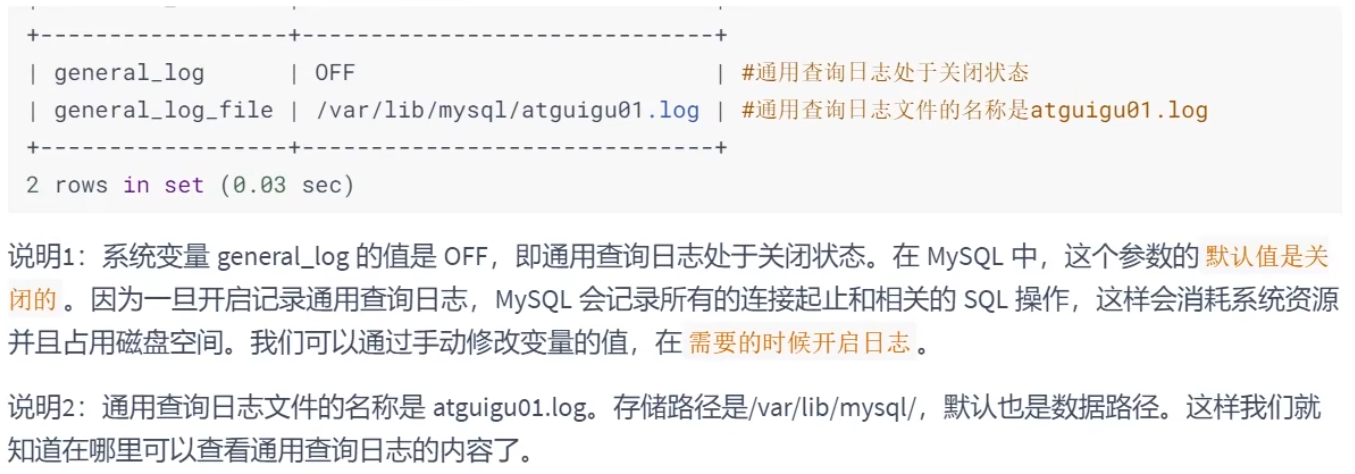 +------------------+------------------------------+
| general_log      | OFF                          | #通用查询日志处于关闭状态
| general_log_file | /var/lib/mysql/atguigu01.log | #通用查询日志文件的名称是atguigu01.log
+------------------+------------------------------+
2 rows in set (0.03 sec)
说明1：系统变量 general_log 的值是 OFF，即通用查询日志处于关闭状态。在 MySQL 中，这个参数的 默认值是关
闭的 。因为一旦开启记录通用查询日志，MySQL 会记录所有的连接起止和相关的 SQL 操作，这样会消耗系统资源
并且占用磁盘空间。我们可以通过手动修改变量的值，在 需要的时候开启日志 。
说明2：通用查询日志文件的名称是 atguigu01.log。存储路径是/var/lib/mysql/，默认也是数据路径。这样我们就
知道在哪里可以查看通用查询日志的内容了。